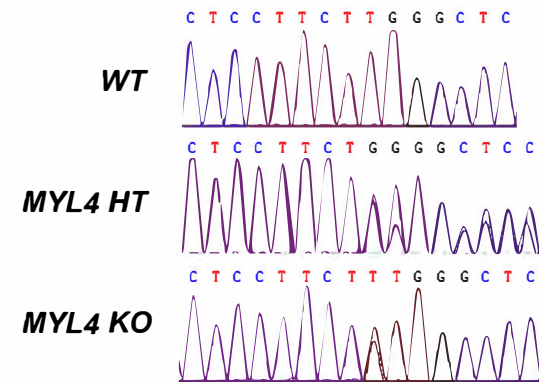 C T C C T T C T T G G G C T C
WT
C T C C T T C T G G G G C T C C
MYL4 HT
C T C C T T C T T T G G G C T C
MYL4 KO